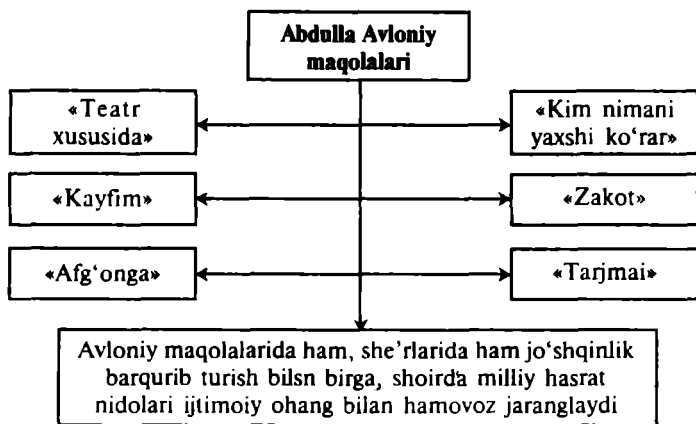 Abdulla Avloniy
maqolalari
«Teatr
xususida»
«Kim nimani
yaxshi ko‘rar»
«Kayfim»
«Zakot»
«Afg‘onga»
«Tarjmai»
Avloniy maqolalarida ham, she’rlarida ham jo‘shqinlik
barqurib turish bilsn birga, shoirda milliy hasrat
nidolari ijtimoiy ohang bilan hamovoz jaranglaydi